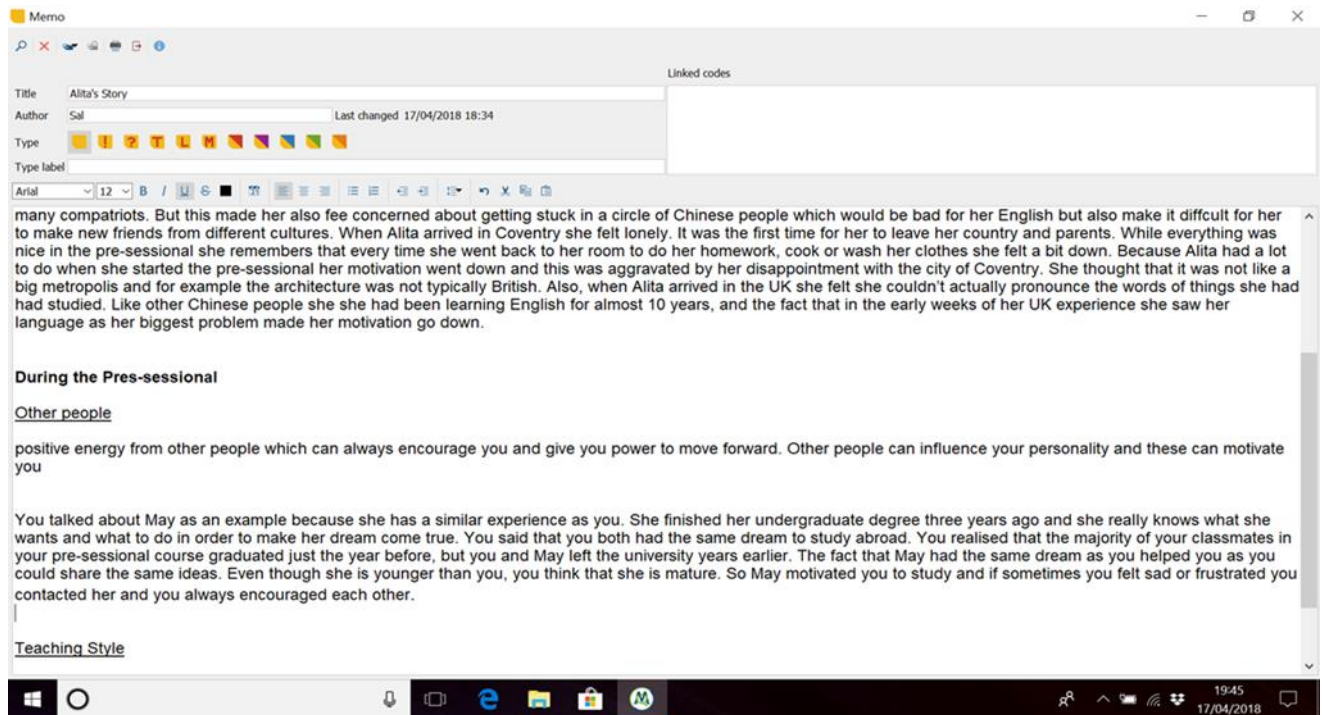 Memo
Linked codes
Title Alita's Story
Author Sal Last changed 17/04/2018 18:34
Type ! ? T L M
Type label
Arial 12 B I U S
many compatriots. But this made her also fee concerned about getting stuck in a circle of Chinese people which would be bad for her English but also make it diffcult for her
to make new friends from different cultures. When Alita arrived in Coventry she felt lonely. It was the first time for her to leave her country and parents. While everything was
nice in the pre-sessional she remembers that every time she went back to her room to do her homework, cook or wash her clothes she felt a bit down. Because Alita had a lot
to do when she started the pre-sessional her motivation went down and this was aggravated by her disappointment with the city of Coventry. She thought that it was not like a
big metropolis and for example the architecture was not typically British. Also, when Alita arrived in the UK she felt she couldn't actually pronounce the words of things she had
had studied. Like other Chinese people she she had been learning English for almost 10 years, and the fact that in the early weeks of her UK experience she saw her
language as her biggest problem made her motivation go down.
During the Pres-sessional
Other people
positive energy from other people which can always encourage you and give you power to move forward. Other people can influence your personality and these can motivate
you
You talked about May as an example because she has a similar experience as you. She finished her undergraduate degree three years ago and she really knows what she
wants and what to do in order to make her dream come true. You said that you both had the same dream to study abroad. You realised that the majority of your classmates in
your pre-sessional course graduated just the year before, but you and May left the university years earlier. The fact that May had the same dream as you helped you as you
could share the same ideas. Even though she is younger than you, you think that she is mature. So May motivated you to study and if sometimes you felt sad or frustrated you
contacted her and you always encouraged each other.
Teaching Style
19:45
17/04/2018